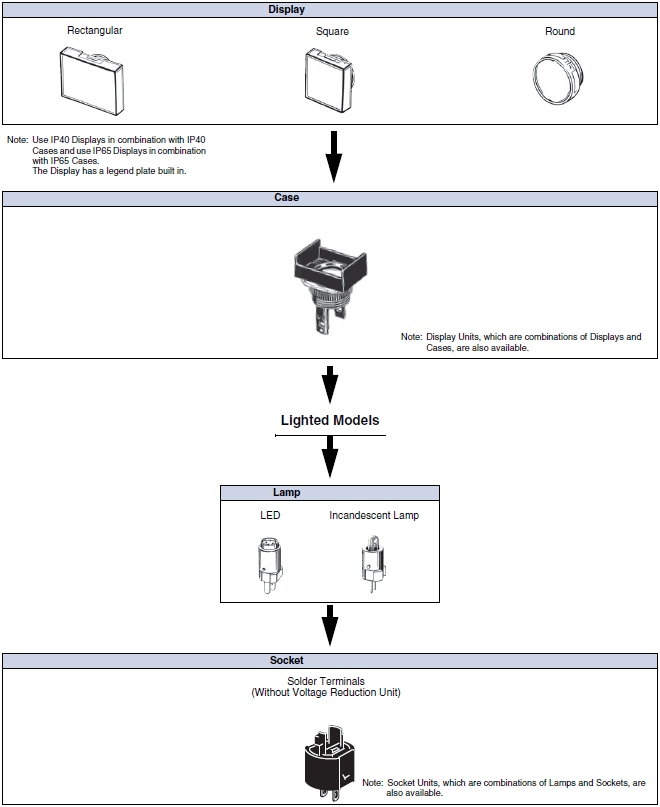 Display
Rectangular
Square
Round
Note: Use IP40 Displays in combination with IP40
Cases and use IP65 Displays in combination
with IP65 Cases.
The Display has a legend plate built in.
Case
Note: Display Units, which are combinations of Displays and
Cases, are also available.
Lighted Models
Lamp
LED
Incandescent Lamp
Socket
Solder Terminals
(Without Voltage Reduction Unit)
Note: Socket Units, which are combinations of Lamps and Sockets, are
also available.